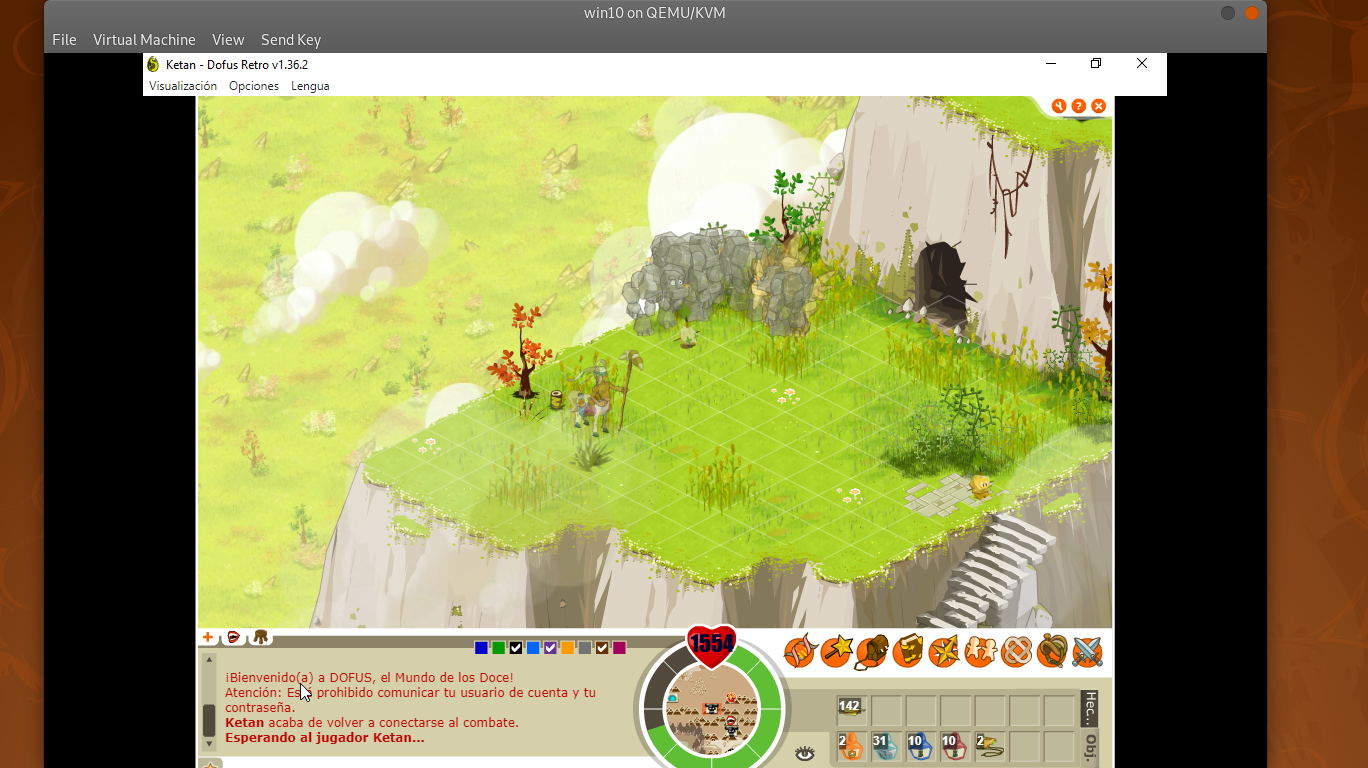 win10 on QEMU/KVM
File Virtual Machine View Send Key
Ketan - Dofus Retro v1.36.2
Visualización Opciones Lengua
1554
¡Bienvenido(a) a DOFUS, el Mundo de los Doce!
Atención: Está prohibido comunicar tu usuario de cuenta y tu
contraseña.
Ketan acaba de volver a conectarse al combate.
Esperando al jugador Ketan...
142
Hec...
2 31 10 10 2
Obj.